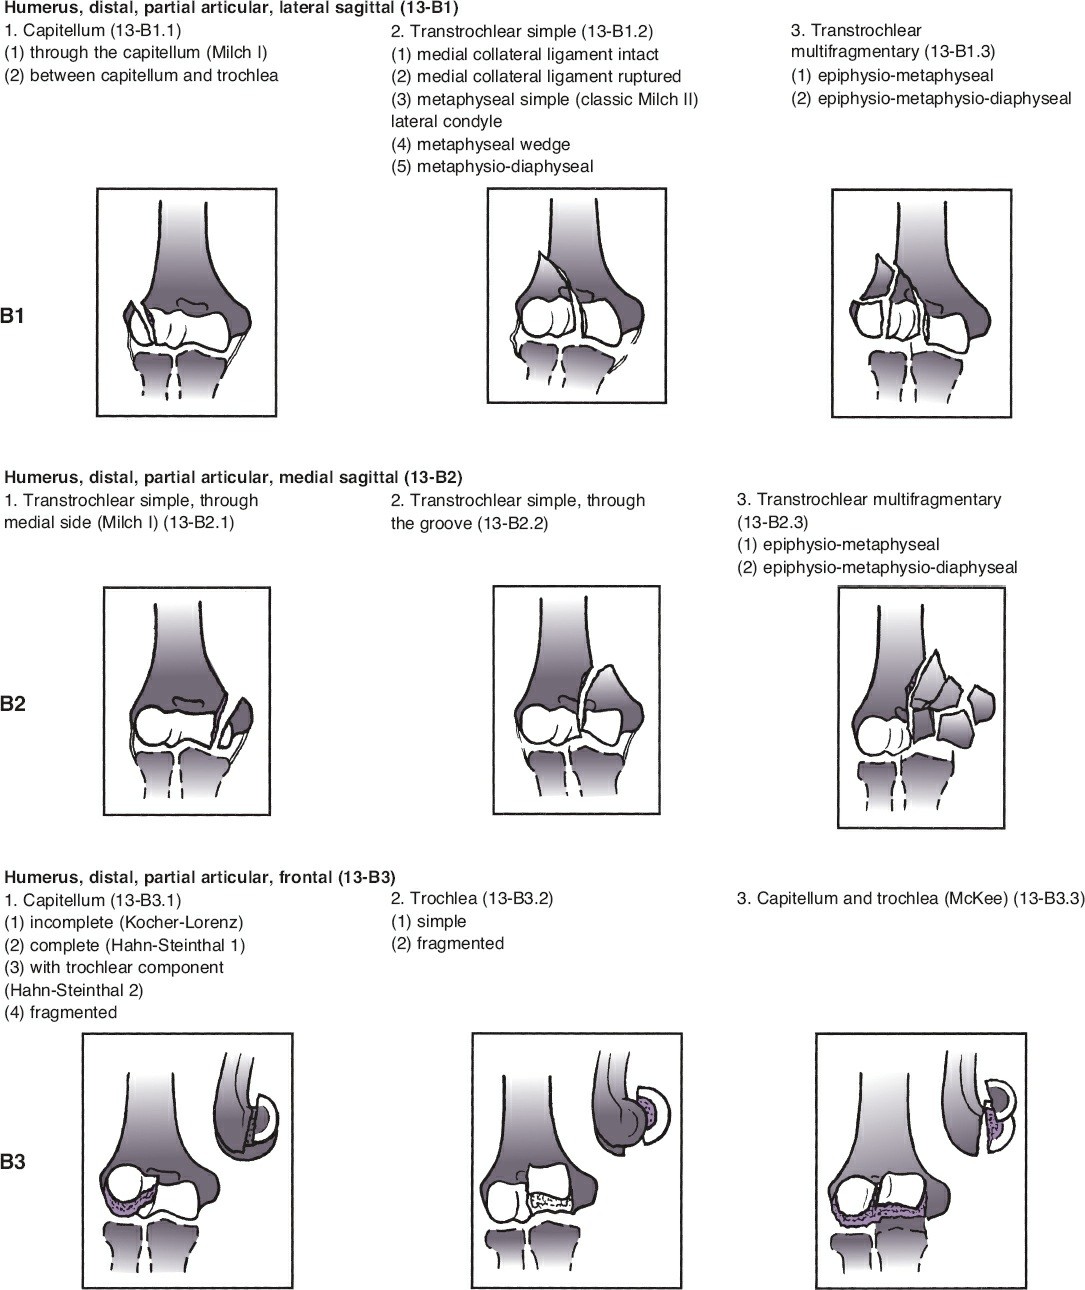 Humerus, distal, partial articular, lateral sagittal (13-B1)
1. Capitellum (13-B1.1)
(1) through the capitellum (Milch I)
(2) between capitellum and trochlea
2. Transtrochlear simple (13-B1.2)
(1) medial collateral ligament intact
(2) medial collateral ligament ruptured
(3) metaphyseal simple (classic Milch II)
lateral condyle
(4) metaphyseal wedge
(5) metaphysio-diaphyseal
3. Transtrochlear
multifragmentary (13-B1.3)
(1) epiphysio-metaphyseal
(2) epiphysio-metaphysio-diaphyseal
B1
Humerus, distal, partial articular, medial sagittal (13-B2)
1. Transtrochlear simple, through
medial side (Milch I) (13-B2.1)
2. Transtrochlear simple, through
the groove (13-B2.2)
3. Transtrochlear multifragmentary
(13-B2.3)
(1) epiphysio-metaphyseal
(2) epiphysio-metaphysio-diaphyseal
B2
Humerus, distal, partial articular, frontal (13-B3)
1. Capitellum (13-B3.1)
(1) incomplete (Kocher-Lorenz)
(2) complete (Hahn-Steinthal 1)
(3) with trochlear component
(Hahn-Steinthal 2)
(4) fragmented
2. Trochlea (13-B3.2)
(1) simple
(2) fragmented
3. Capitellum and trochlea (McKee) (13-B3.3)
B3